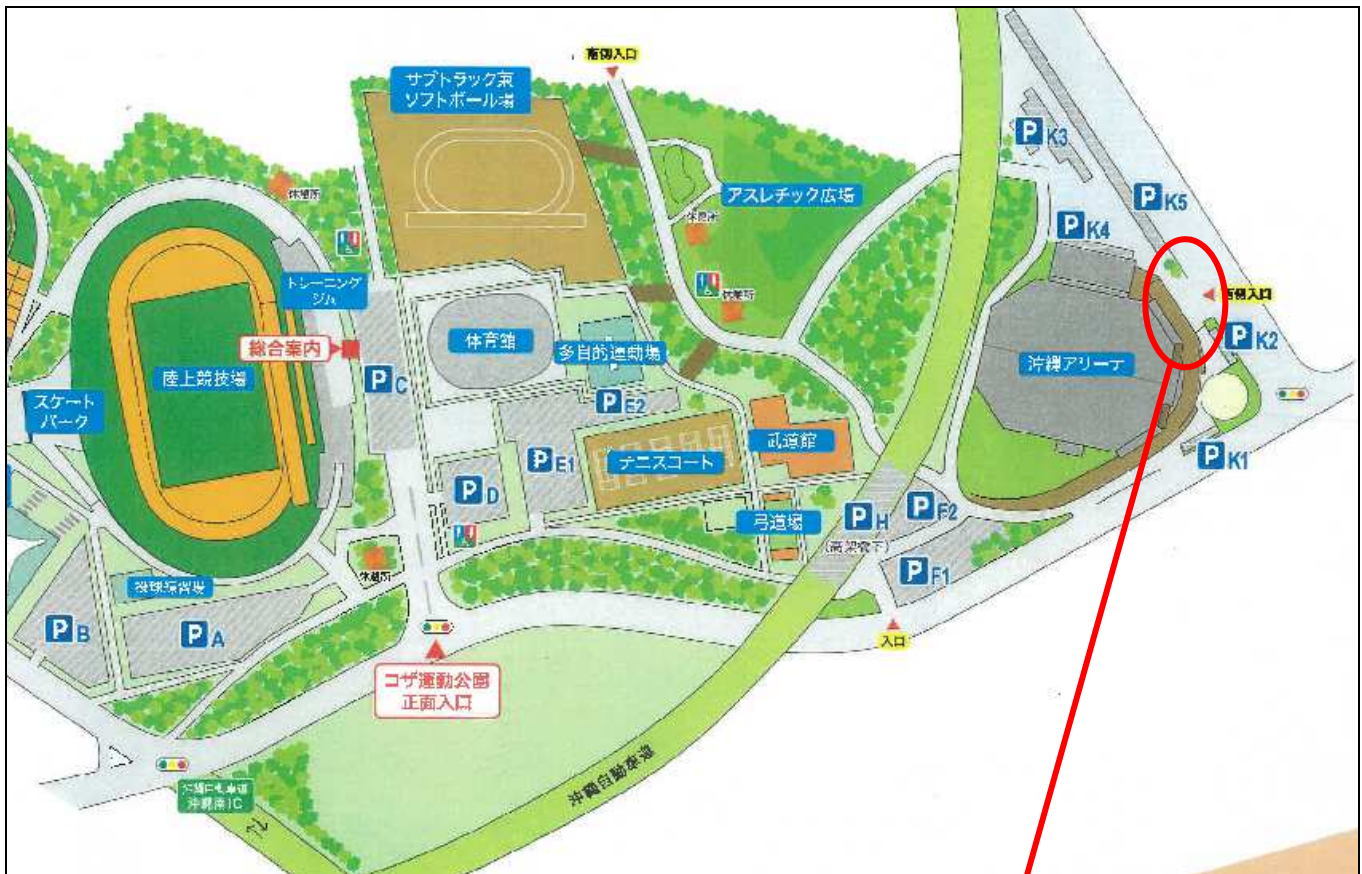 南側入口
サブトラック兼
ソフトボール場
P K3
休憩所
アスレチック広場
P K5
休憩所
P K4
トレーニング
ジム
休憩所
西側入口
総合案内
体育館
多目的運動場
P K2
陸上競技場
P C
沖縄アリーナ
スケート
パーク
P E2
武道館
P E1
テニスコート
P K1
P D
弓道場
P H
P F2
(高架橋下)
休憩所
P F1
投球練習場
P B
P A
入口
コザ運動公園
正面入口
沖縄自動車道
沖縄自動車道
沖縄南IC